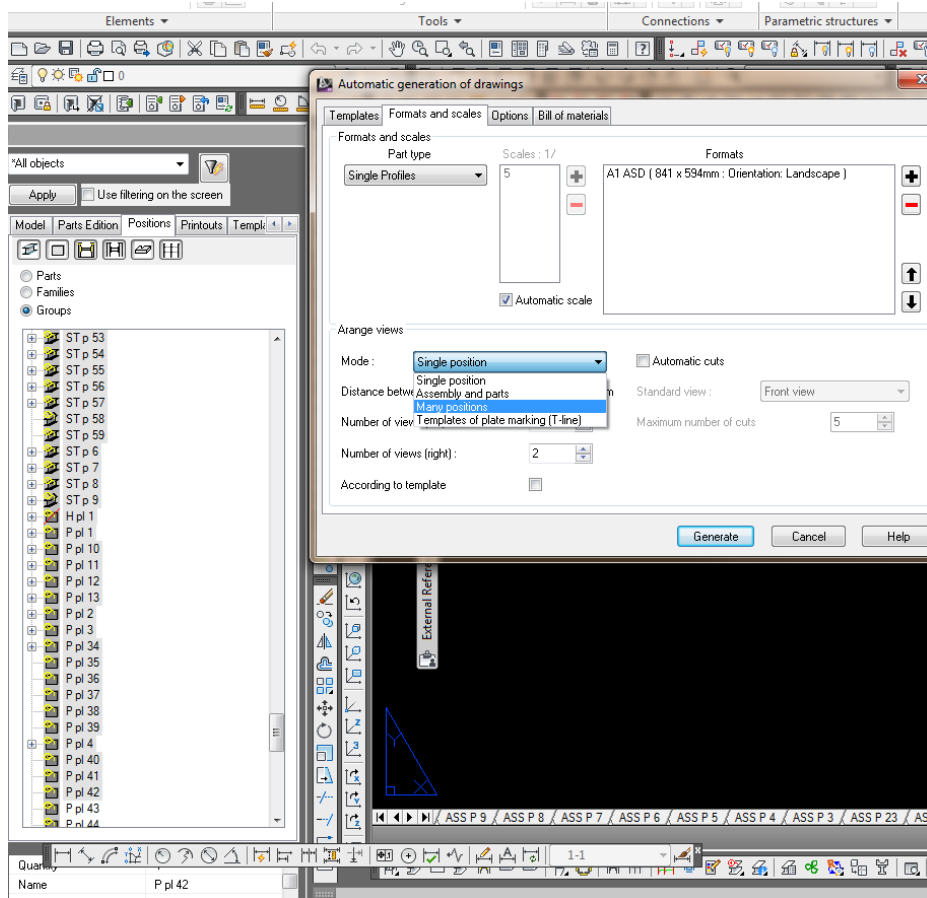 Elements
Tools
Connections
Parametric structures
0
Automatic generation of drawings
Templates
Formats and scales
Options
Bill of materials
Formats and scales
Part type
Scales : 1/
Formats
Single Profiles
5
A1 ASD ( 841 x 594mm : Orientation: Landscape )
Automatic scale
Arange views
Mode :
Single position
Automatic cuts
Single position
Assembly and parts
Many positions
Templates of plate marking (T-line)
Distance betwe
Standard view :
Front view
Number of view
Maximum number of cuts
5
Number of views (right) :
2
According to template
Generate
Cancel
Help
*All objects
Apply
Use filtering on the screen
Model
Parts Edition
Positions
Printouts
Templa
Parts
Families
Groups
ST p 53
ST p 54
ST p 55
ST p 56
ST p 57
ST p 58
ST p 59
ST p 6
ST p 7
ST p 8
ST p 9
H pl 1
P pl 1
P pl 10
P pl 11
P pl 12
P pl 13
P pl 2
P pl 3
P pl 34
P pl 35
P pl 36
P pl 37
P pl 38
P pl 39
P pl 4
P pl 40
P pl 41
P pl 42
P pl 43
P pl 44
External Refere
Y
X
ASS P 9
ASS P 8
ASS P 7
ASS P 6
ASS P 5
ASS P 4
ASS P 3
ASS P 23
AS
1-1
Quantity
Name
P pl 42